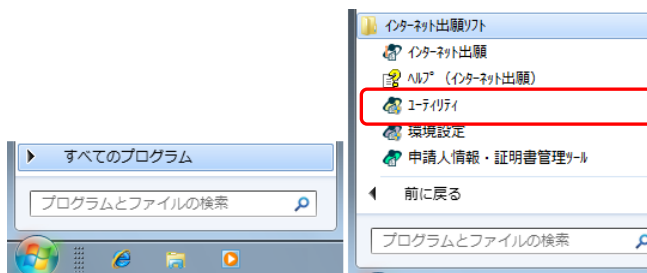 すべてのプログラム
プログラムとファイルの検索
インターネット出願ソフト
インターネット出願
ヘルプ (インターネット出願)
ユーティリティ
環境設定
申請人情報・証明書管理ツール
前に戻る
プログラムとファイルの検索